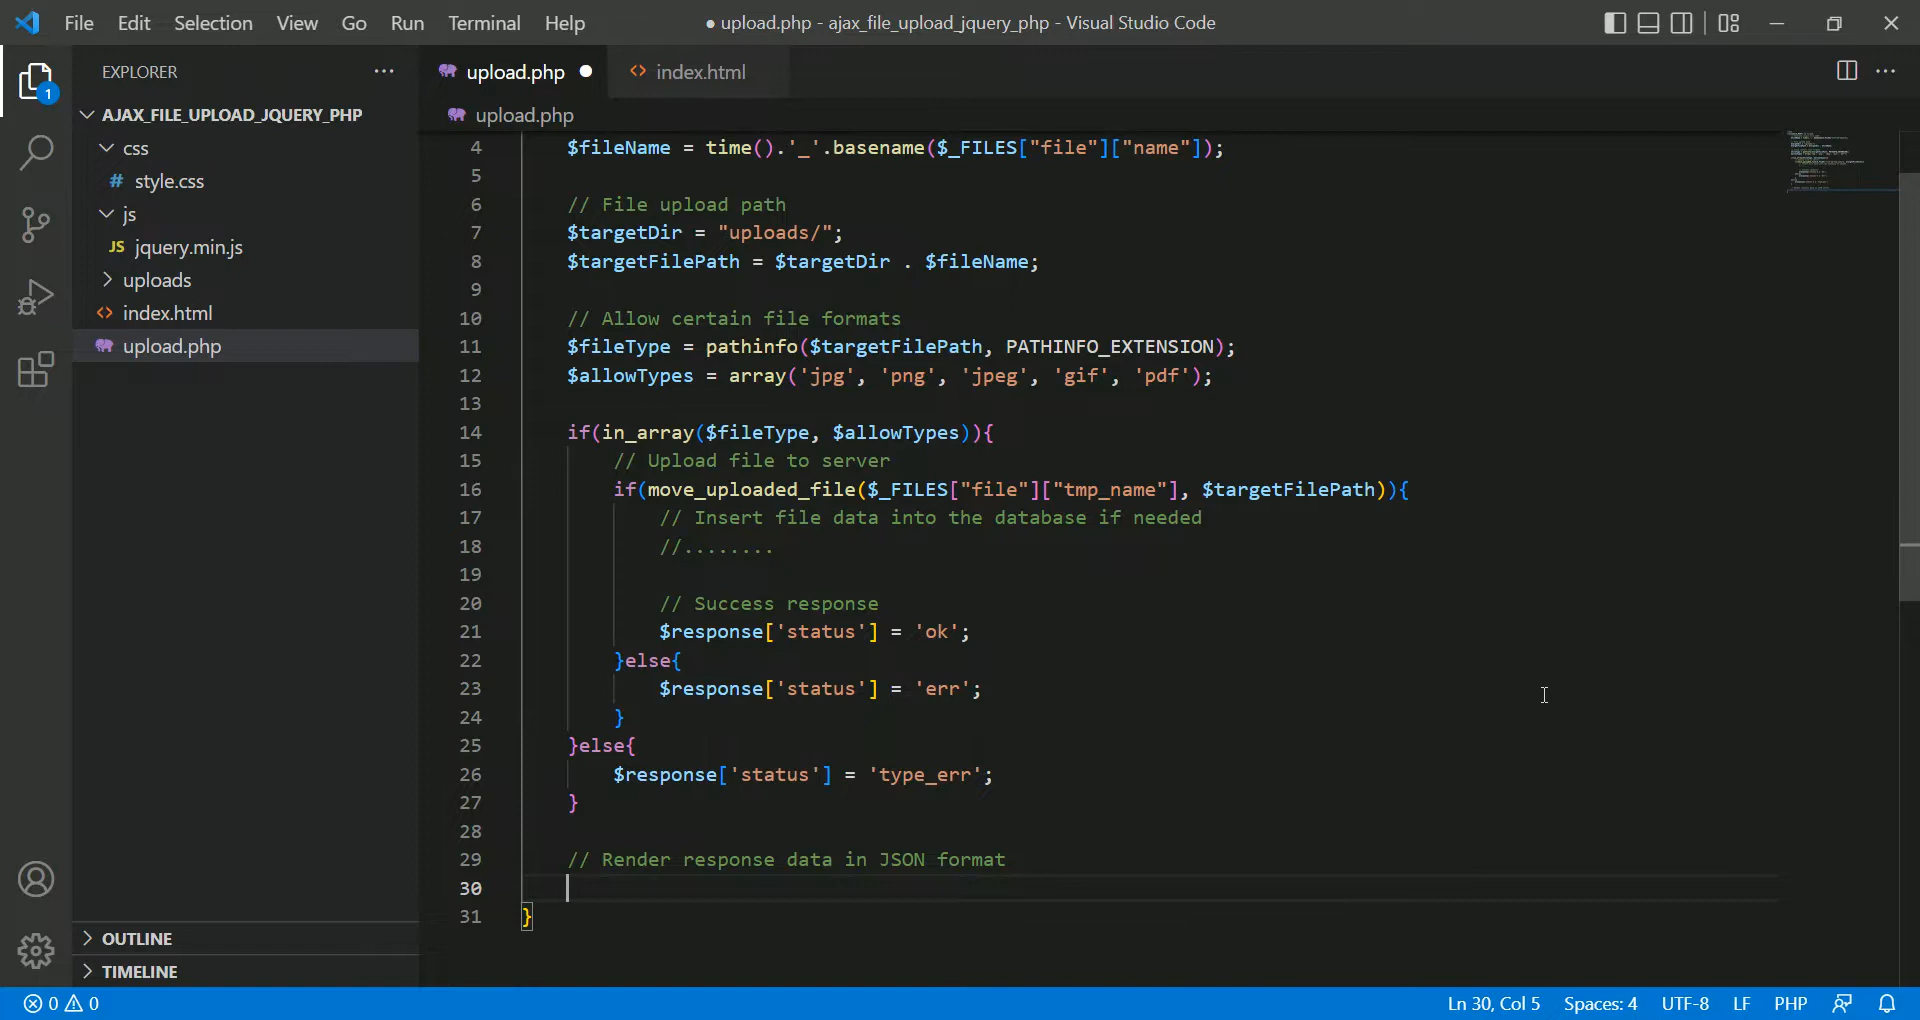 File Edit Selection View Go Run Terminal Help
● upload.php - ajax_file_upload_jquery_php - Visual Studio Code
EXPLORER
1
AJAX_FILE_UPLOAD_JQUERY_PHP
css
# style.css
js
JS jquery.min.js
uploads
<> index.html
upload.php
OUTLINE
TIMELINE
upload.php ●
<> index.html
upload.php
4 $fileName = time().'_'.basename($_FILES["file"]["name"]);
5
6 // File upload path
7 $targetDir = "uploads/";
8 $targetFilePath = $targetDir . $fileName;
9
10 // Allow certain file formats
11 $fileType = pathinfo($targetFilePath, PATHINFO_EXTENSION);
12 $allowTypes = array('jpg', 'png', 'jpeg', 'gif', 'pdf');
13
14 if(in_array($fileType, $allowTypes)){
15 // Upload file to server
16 if(move_uploaded_file($_FILES["file"]["tmp_name"], $targetFilePath)){
17 // Insert file data into the database if needed
18 //........
19
20 // Success response
21 $response['status'] = 'ok';
22 }else{
23 $response['status'] = 'err';
24 }
25 }else{
26 $response['status'] = 'type_err';
27 }
28
29 // Render response data in JSON format
30
31 }
0 0
Ln 30, Col 5 Spaces: 4 UTF-8 LF PHP